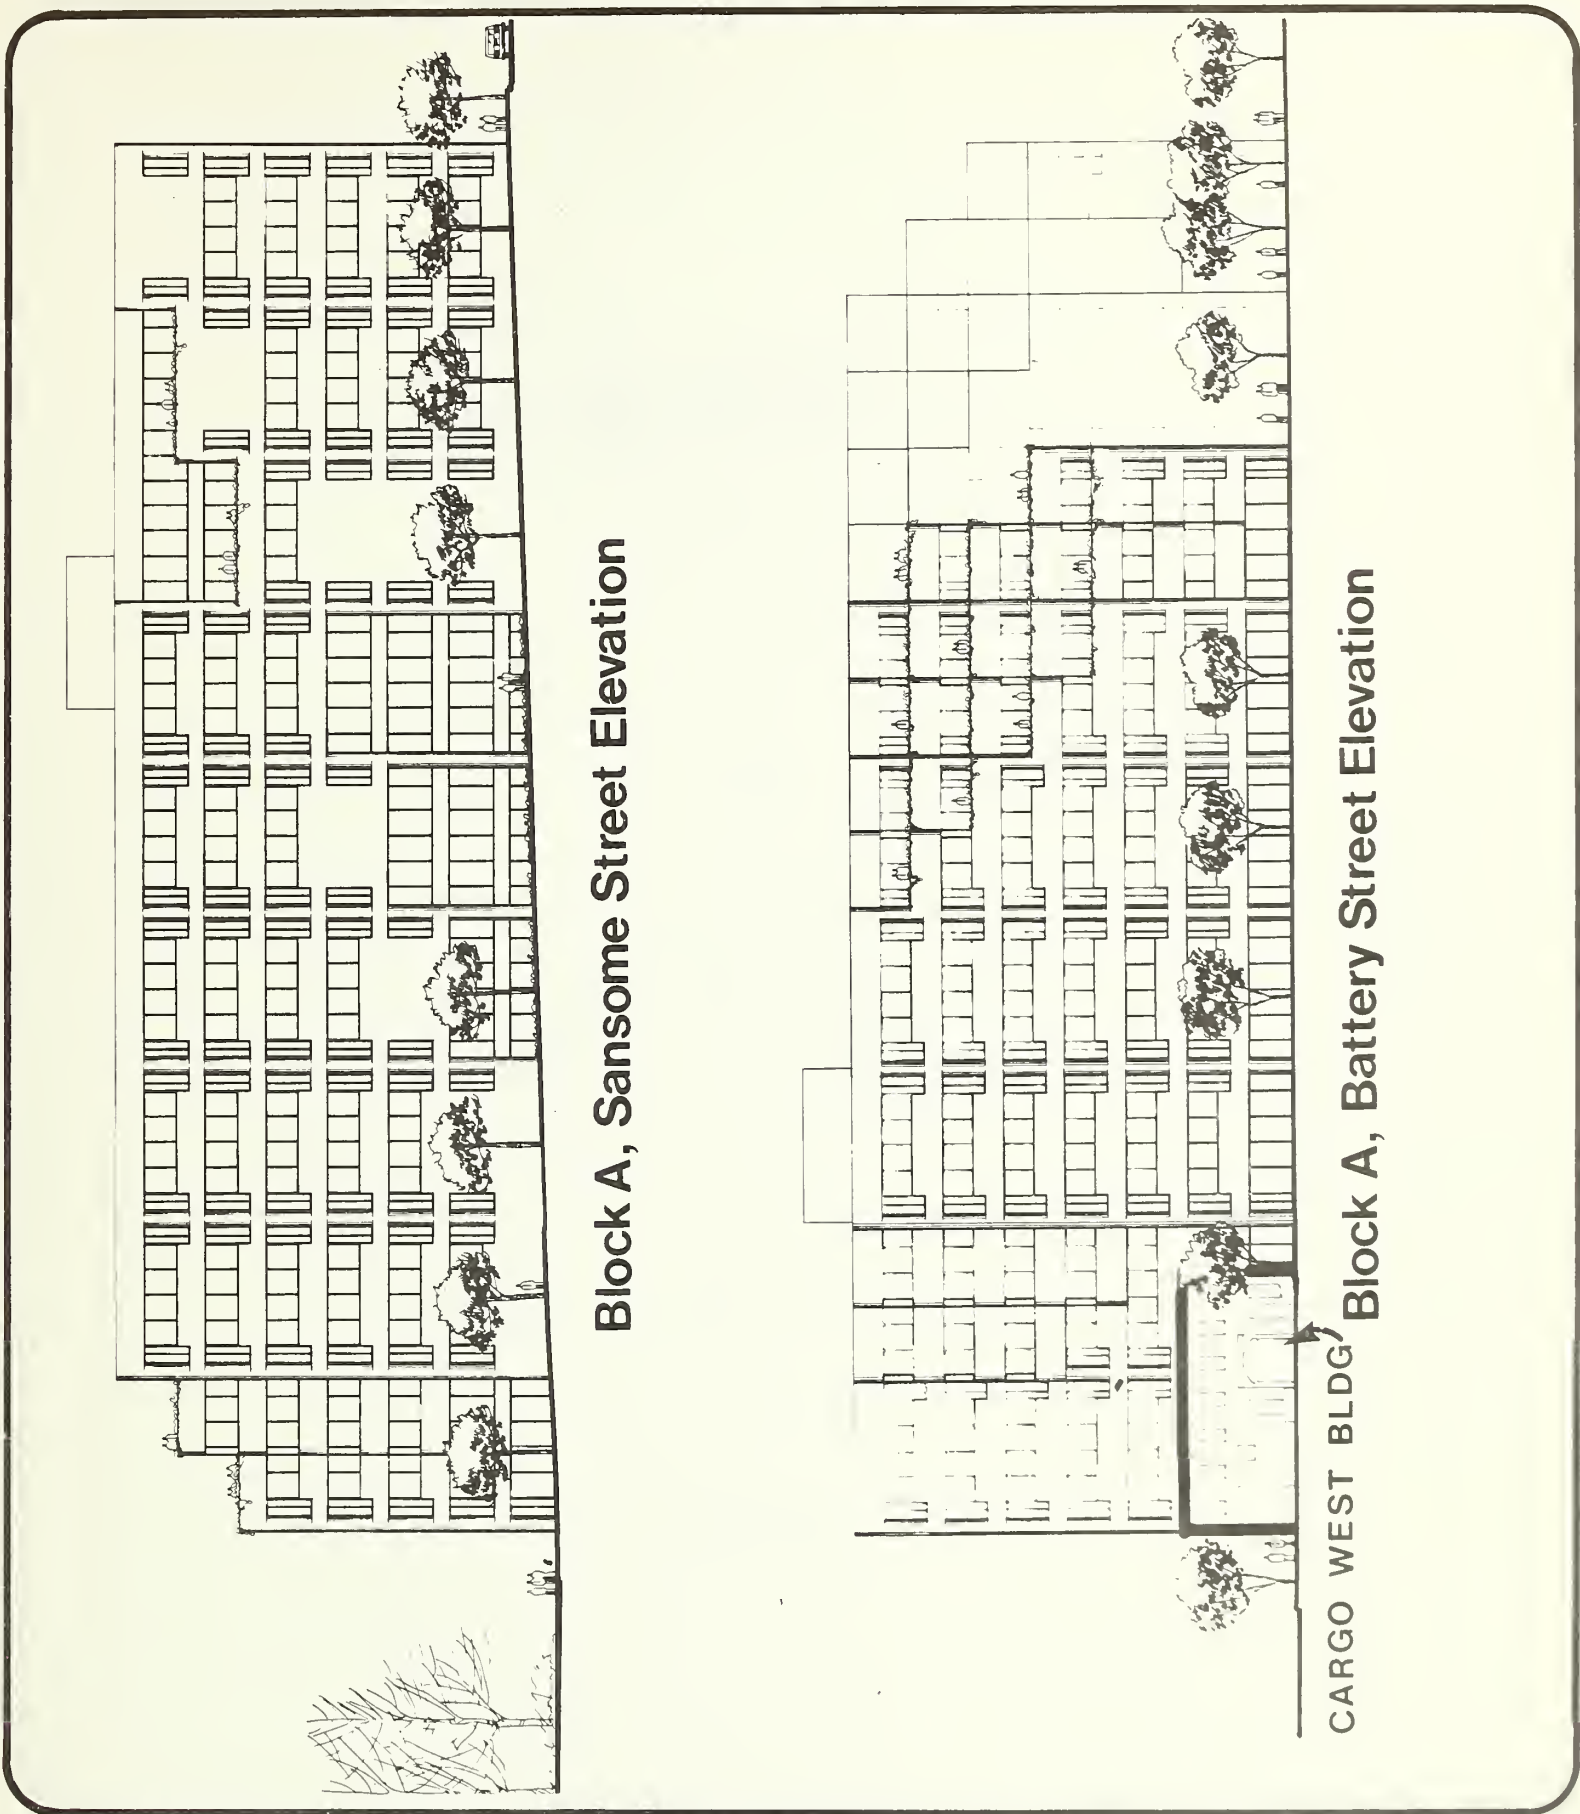 Block A, Sansome Street Elevation
Block A, Battery Street Elevation
CARGO WEST BLDG